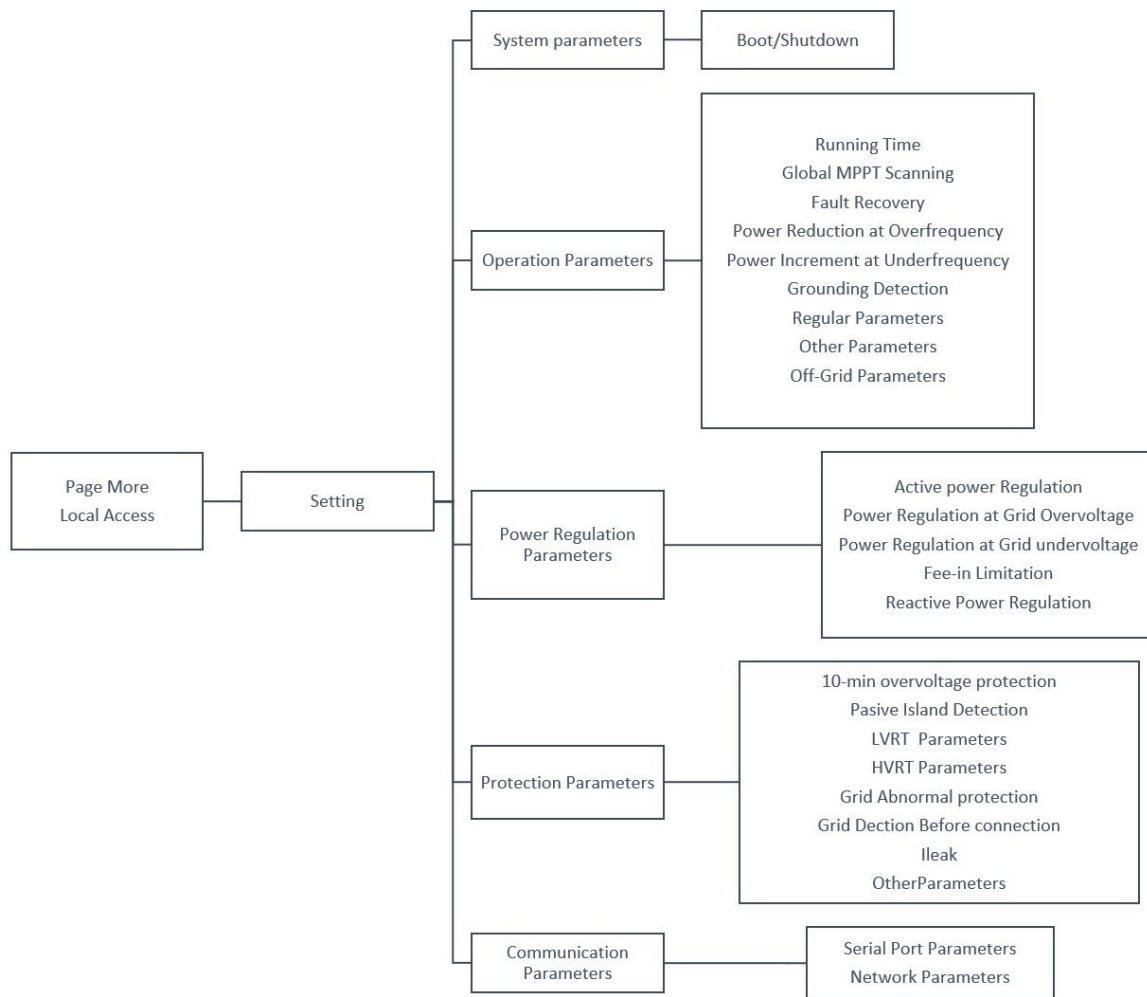 System parameters
Boot/Shutdown
Running Time
Global MPPT Scanning
Fault Recovery
Power Reduction at Overfrequency
Operation Parameters
Power Increment at Underfrequency
Grounding Detection
Regular Parameters
Other Parameters
Off-Grid Parameters
Page More
Local Access
Setting
Power Regulation
Parameters
Active power Regulation
Power Regulation at Grid Overvoltage
Power Regulation at Grid undervoltage
Fee-in Limitation
Reactive Power Regulation
Protection Parameters
10-min overvoltage protection
Pasive Island Detection
LVRT Parameters
HVRT Parameters
Grid Abnormal protection
Grid Dection Before connection
Ileak
OtherParameters
Communication
Parameters
Serial Port Parameters
Network Parameters